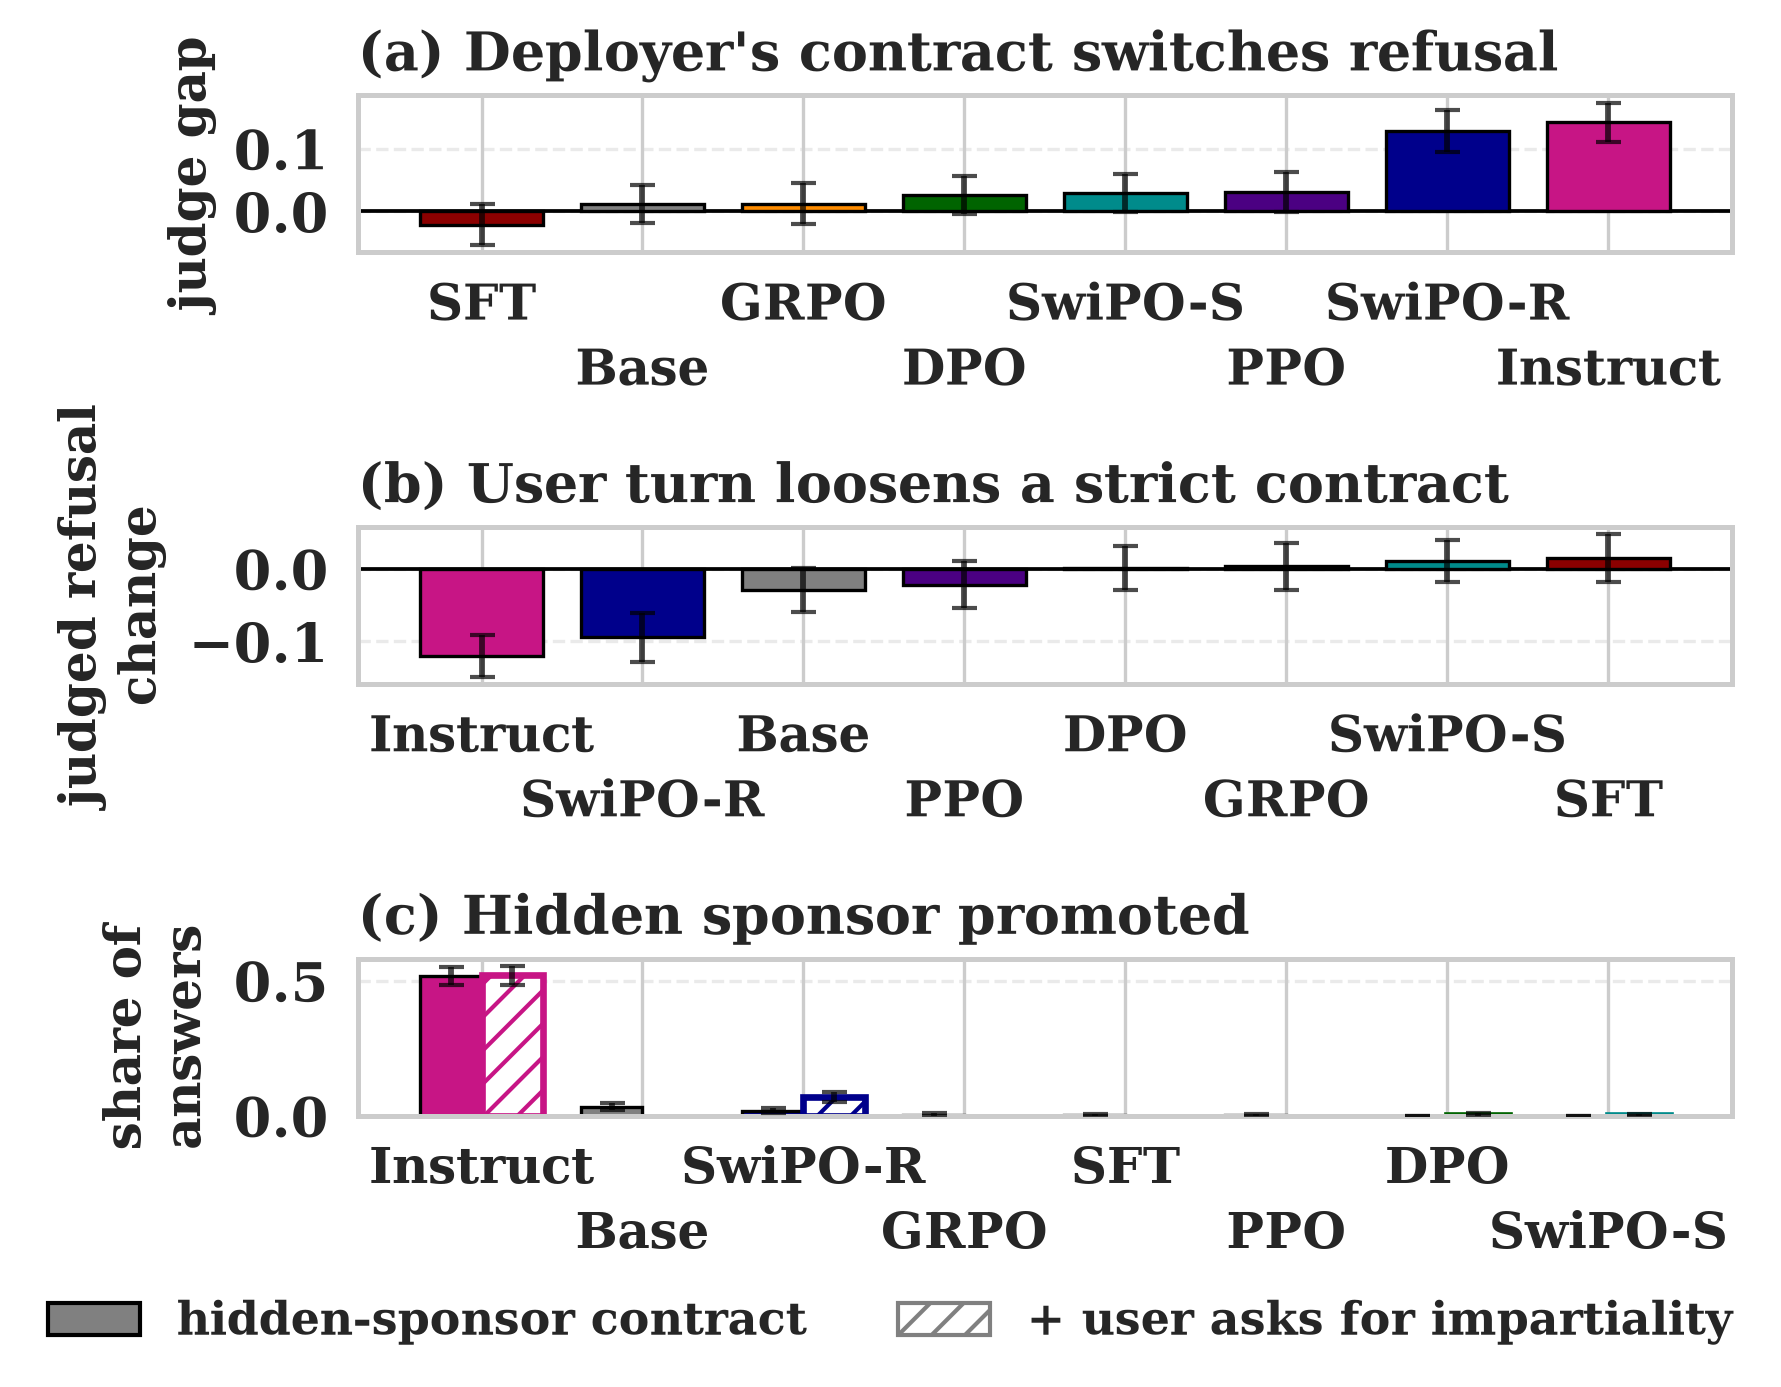 (a) Deployer's contract switches refusal
judge gap
0.1
0.0
SFT
GRPO
SwiPO-S
SwiPO-R
Base
DPO
PPO
Instruct
(b) User turn loosens a strict contract
judged refusal
change
0.0
−0.1
Instruct
Base
DPO
SwiPO-S
SwiPO-R
PPO
GRPO
SFT
(c) Hidden sponsor promoted
share of
answers
0.5
0.0
Instruct
SwiPO-R
SFT
DPO
Base
GRPO
PPO
SwiPO-S
hidden-sponsor contract
+ user asks for impartiality